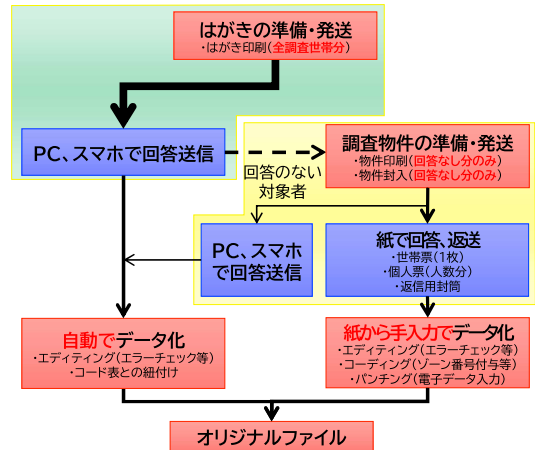 はがきの準備・発送
・はがき印刷(全調査世帯分)
PC、スマホで回答送信
回答のない
対象者
調査物件の準備・発送
・物件印刷(回答なし分のみ)
・物件封入(回答なし分のみ)
PC、スマホ
で回答送信
紙で回答、返送
・世帯票(1枚)
・個人票(人数分)
・返信用封筒
自動でデータ化
・エディティング(エラーチェック等)
・コード表との紐付け
紙から手入力でデータ化
・エディティング(エラーチェック等)
・コーディング(ゾーン番号付与等)
・パンチング(電子データ入力)
オリジナルファイル